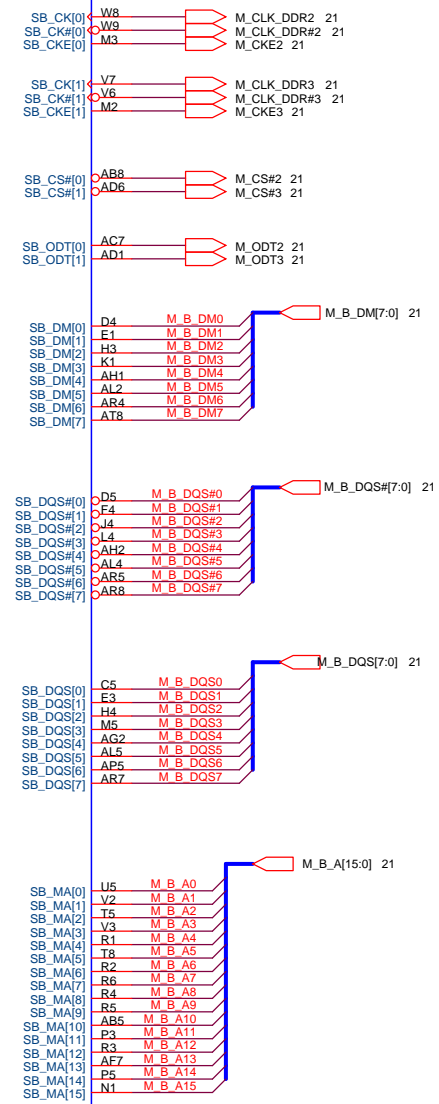 SB_CK[0] W8 M_CLK_DDR2 21
SB_CK#[0] W9 M_CLK_DDR#2 21
SB_CKE[0] M3 M_CKE2 21
SB_CK[1] V7 M_CLK_DDR3 21
SB_CK#[1] V6 M_CLK_DDR#3 21
SB_CKE[1] M2 M_CKE3 21
SB_CS#[0] AB8 M_CS#2 21
SB_CS#[1] AD6 M_CS#3 21
SB_ODT[0] AC7 M_ODT2 21
SB_ODT[1] AD1 M_ODT3 21
M_B_DM[7:0] 21
SB_DM[0] D4 M_B_DM0
SB_DM[1] E1 M_B_DM1
SB_DM[2] H3 M_B_DM2
SB_DM[3] K1 M_B_DM3
SB_DM[4] AH1 M_B_DM4
SB_DM[5] AL2 M_B_DM5
SB_DM[6] AR4 M_B_DM6
SB_DM[7] AT8 M_B_DM7
M_B_DQS#[7:0] 21
SB_DQS#[0] D5 M_B_DQS#0
SB_DQS#[1] F4 M_B_DQS#1
SB_DQS#[2] J4 M_B_DQS#2
SB_DQS#[3] L4 M_B_DQS#3
SB_DQS#[4] AH2 M_B_DQS#4
SB_DQS#[5] AL4 M_B_DQS#5
SB_DQS#[6] AR5 M_B_DQS#6
SB_DQS#[7] AR8 M_B_DQS#7
M_B_DQS[7:0] 21
SB_DQS[0] C5 M_B_DQS0
SB_DQS[1] E3 M_B_DQS1
SB_DQS[2] H4 M_B_DQS2
SB_DQS[3] M5 M_B_DQS3
SB_DQS[4] AG2 M_B_DQS4
SB_DQS[5] AL5 M_B_DQS5
SB_DQS[6] AP5 M_B_DQS6
SB_DQS[7] AR7 M_B_DQS7
M_B_A[15:0] 21
SB_MA[0] U5 M_B_A0
SB_MA[1] V2 M_B_A1
SB_MA[2] T5 M_B_A2
SB_MA[3] V3 M_B_A3
SB_MA[4] R1 M_B_A4
SB_MA[5] T8 M_B_A5
SB_MA[6] R2 M_B_A6
SB_MA[7] R6 M_B_A7
SB_MA[8] R4 M_B_A8
SB_MA[9] R5 M_B_A9
SB_MA[10] AB5 M_B_A10
SB_MA[11] P3 M_B_A11
SB_MA[12] R3 M_B_A12
SB_MA[13] AF7 M_B_A13
SB_MA[14] P5 M_B_A14
SB_MA[15] N1 M_B_A15